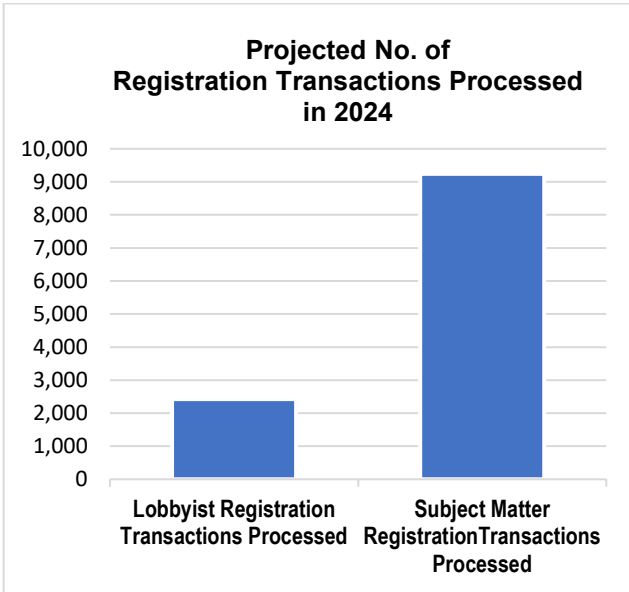 Projected No. of
Registration Transactions Processed
in 2024
10,000
9,000
8,000
7,000
6,000
5,000
4,000
3,000
2,000
1,000
0
Lobbyist Registration
Transactions Processed
Subject Matter
RegistrationTransactions
Processed